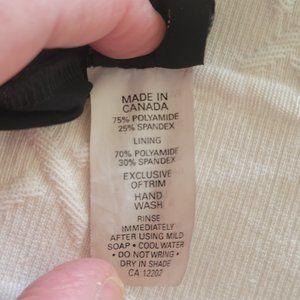 MADE IN
CANADA
75% POLYAMIDE
25% SPANDEX
LINING
70% POLYAMIDE
30% SPANDEX
EXCLUSIVE
OFTRIM
HAND
WASH
RINSE
IMMEDIATELY
AFTER USING MILD
SOAP • COOL WATER
• DO NOT WRING •
DRY IN SHADE
CA 12202